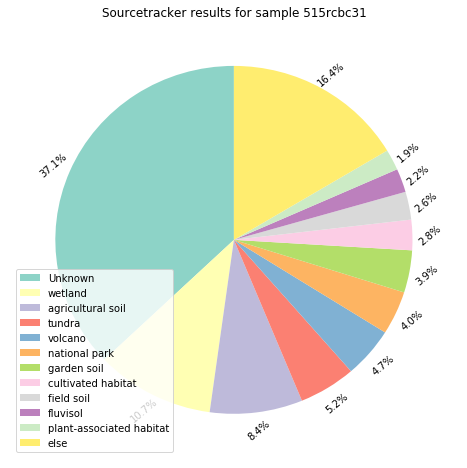 Sourcetracker results for sample 515rcbc31
16.4%
37.1%
1.9%
2.2%
2.6%
2.8%
3.9%
4.0%
4.7%
5.2%
8.4%
10.7%
Unknown
wetland
agricultural soil
tundra
volcano
national park
garden soil
cultivated habitat
field soil
fluvisol
plant-associated habitat
else